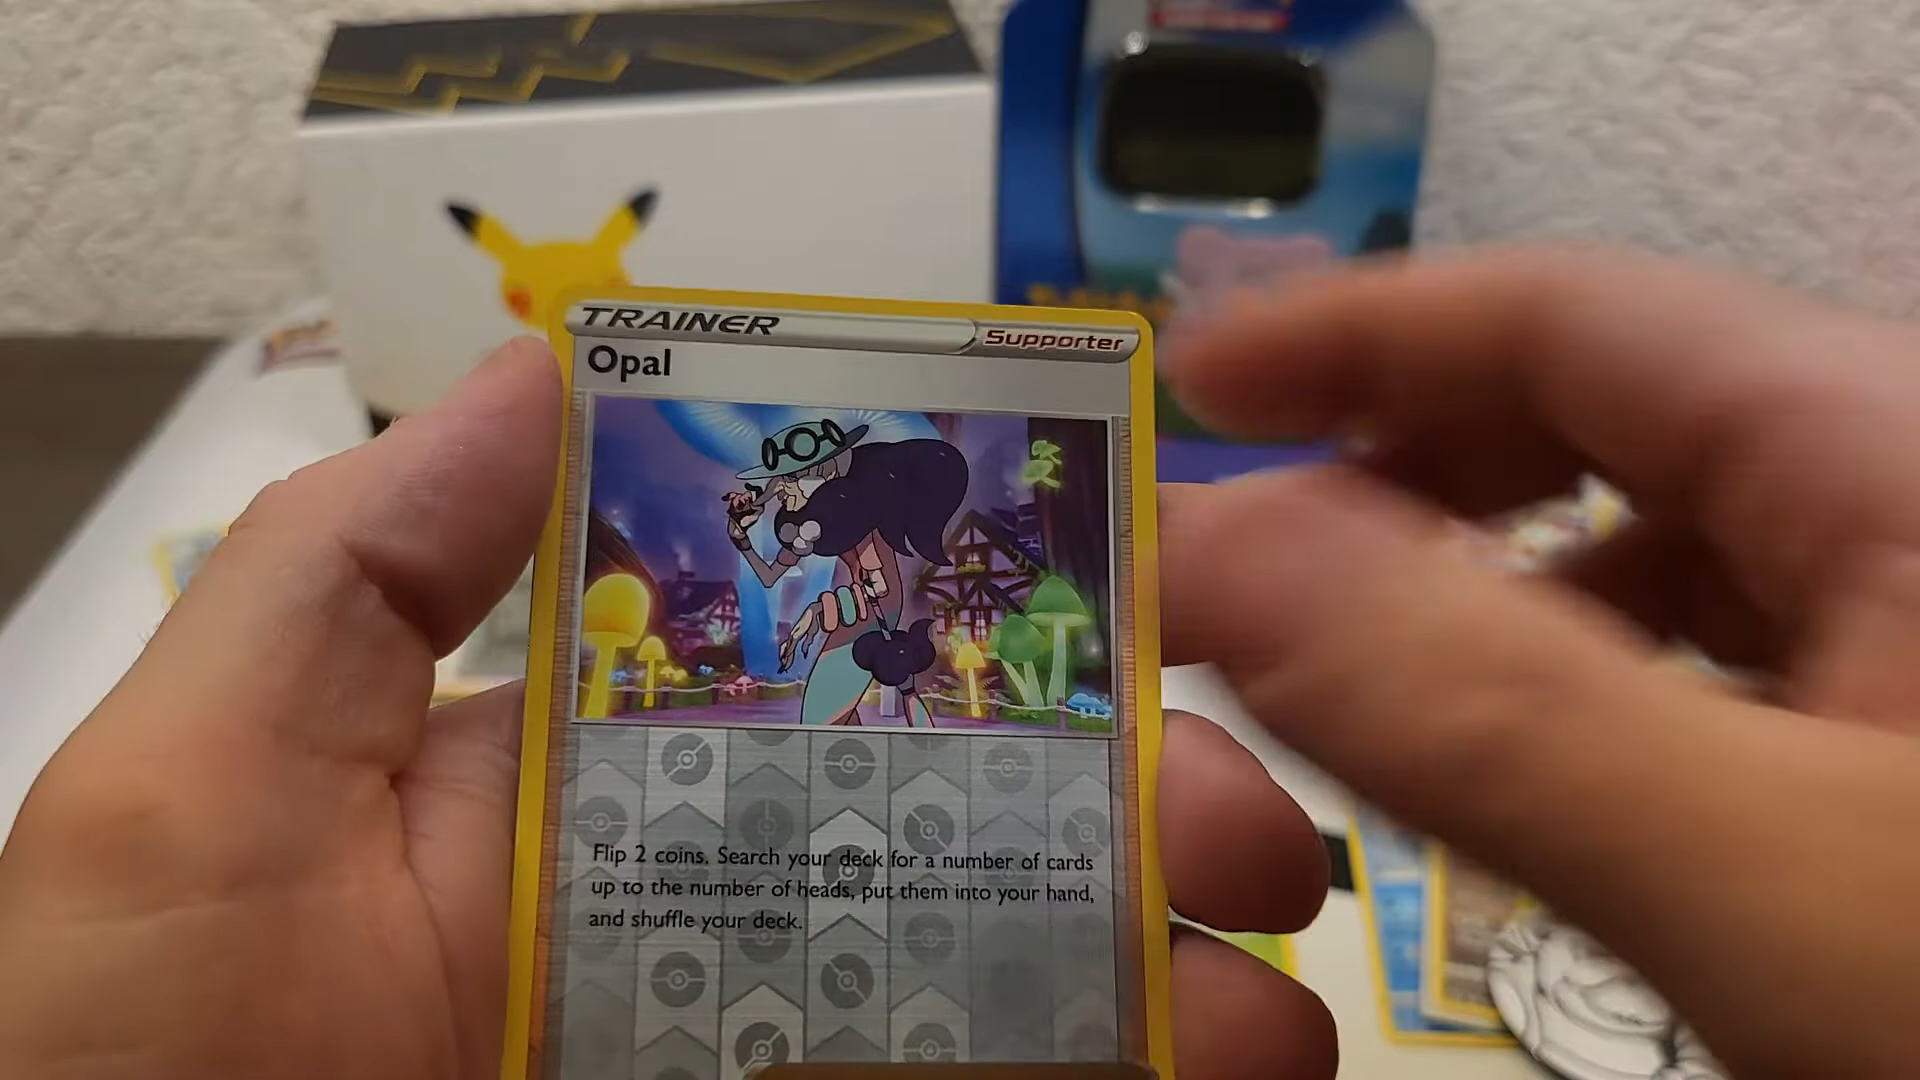 TRAINER
Supporter
Opal
Flip 2 coins. Search your deck for a number of cards
up to the number of heads, put them into your hand,
and shuffle your deck.